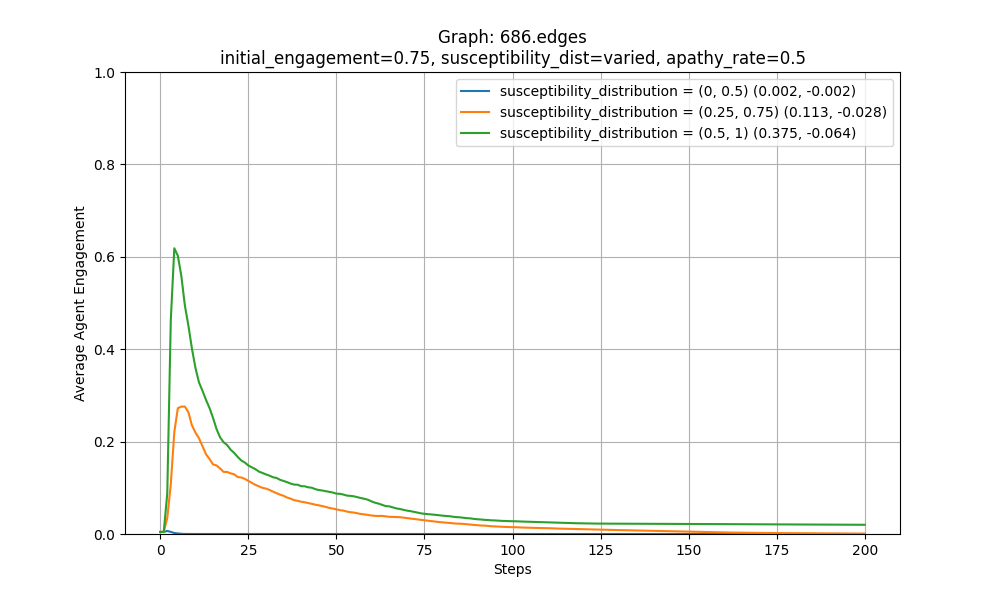 Graph: 686.edges
initial_engagement=0.75, susceptibility_dist=varied, apathy_rate=0.5
susceptibility_distribution = (0, 0.5) (0.002, -0.002)
susceptibility_distribution = (0.25, 0.75) (0.113, -0.028)
susceptibility_distribution = (0.5, 1) (0.375, -0.064)
Average Agent Engagement
1.0
0.8
0.6
0.4
0.2
0.0
0 25 50 75 100 125 150 175 200
Steps